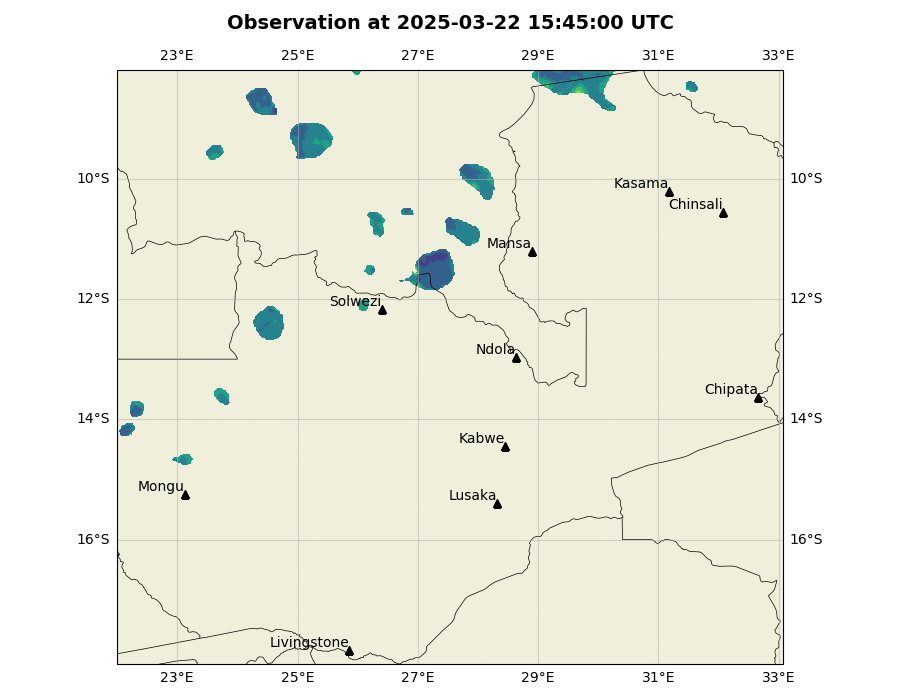 Observation at 2025-03-22 15:45:00 UTC
23°E 25°E 27°E 29°E 31°E 33°E
10°S 10°S
Kasama
Chinsali
Mansa
12°S 12°S
Solwezi
Ndola
Chipata
14°S 14°S
Kabwe
Mongu
Lusaka
16°S 16°S
Livingstone
23°E 25°E 27°E 29°E 31°E 33°E